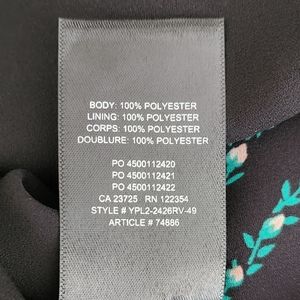 BODY: 100% POLYESTER
LINING: 100% POLYESTER
CORPS: 100% POLYESTER
DOUBLURE: 100% POLYESTER
PO 4500112420
PO 4500112421
PO 4500112422
CA 23725 RN 122354
STYLE # YPL2-2426RV-49
ARTICLE # 74886